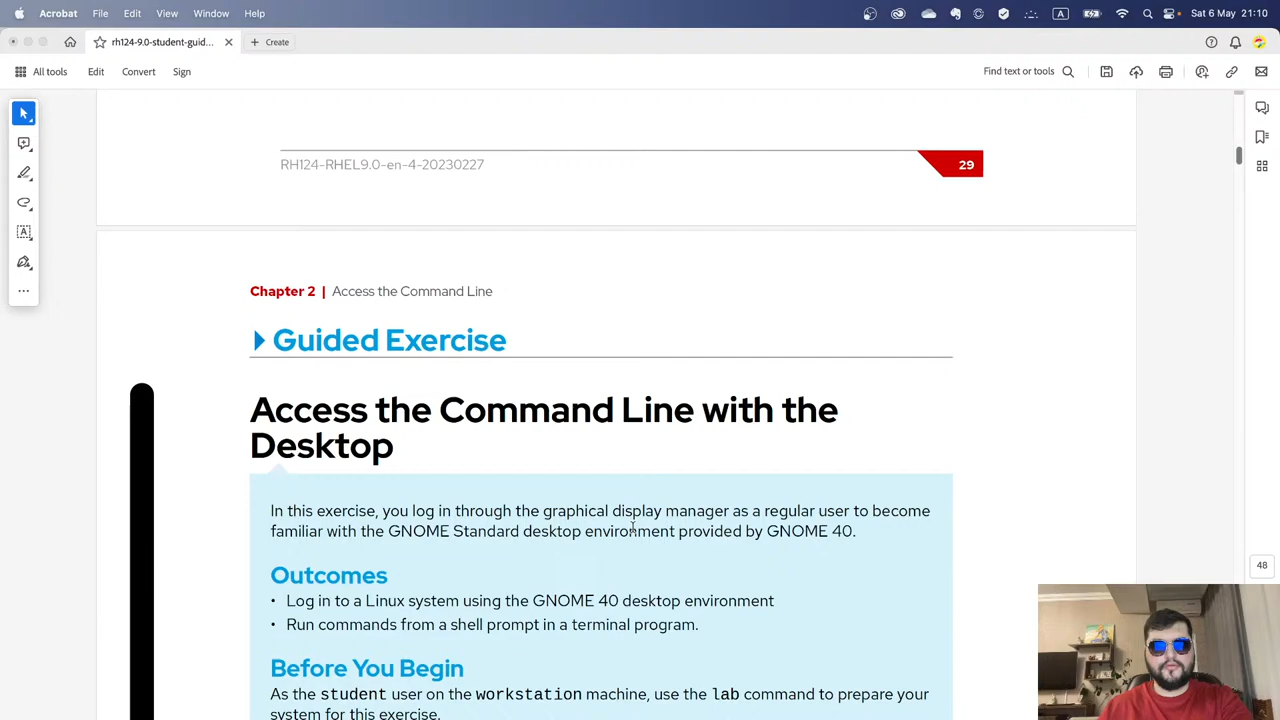 Acrobat File Edit View Window Help
A
Sat 6 May 21:10
rh124-9.0-student-guid...
Create
All tools Edit Convert Sign
Find text or tools
RH124-RHEL9.0-en-4-20230227
29
Chapter 2 | Access the Command Line
Guided Exercise
Access the Command Line with the
Desktop
In this exercise, you log in through the graphical display manager as a regular user to become
familiar with the GNOME Standard desktop environment provided by GNOME 40.
Outcomes
• Log in to a Linux system using the GNOME 40 desktop environment
• Run commands from a shell prompt in a terminal program.
48
Before You Begin
As the student user on the workstation machine, use the lab command to prepare your
system for this exercise.